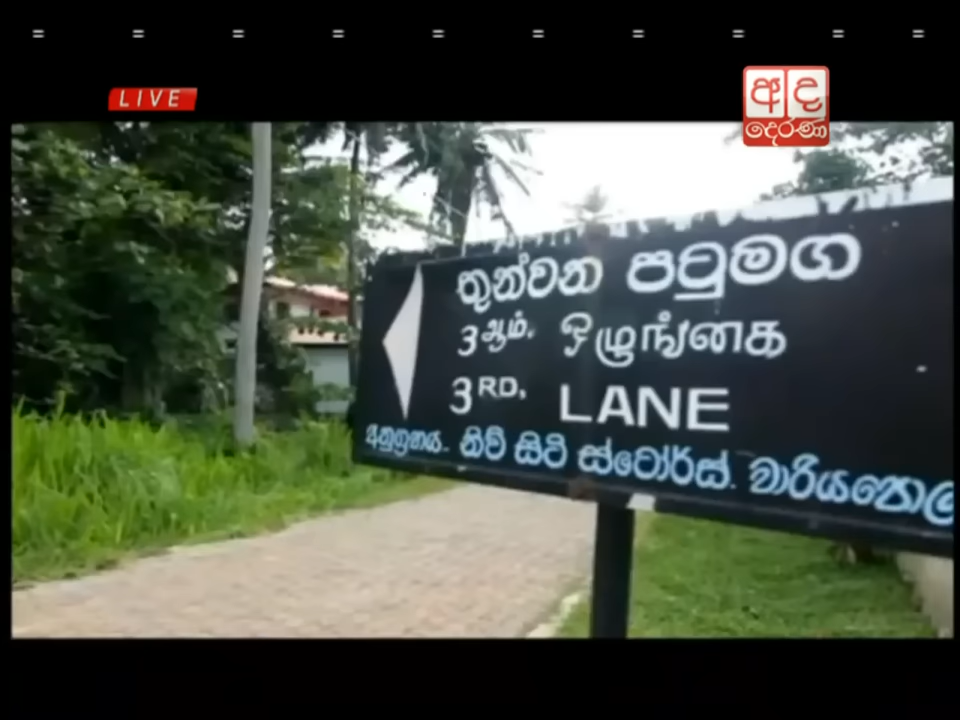 LIVE
අද
දෙරණ
තුන්වන පටුමග
3ஆம். ஒழுங்கை
3RD. LANE
අනුග්‍රහය.. නිව් සිටි ස්ටෝර්ස්. වාරියපොල